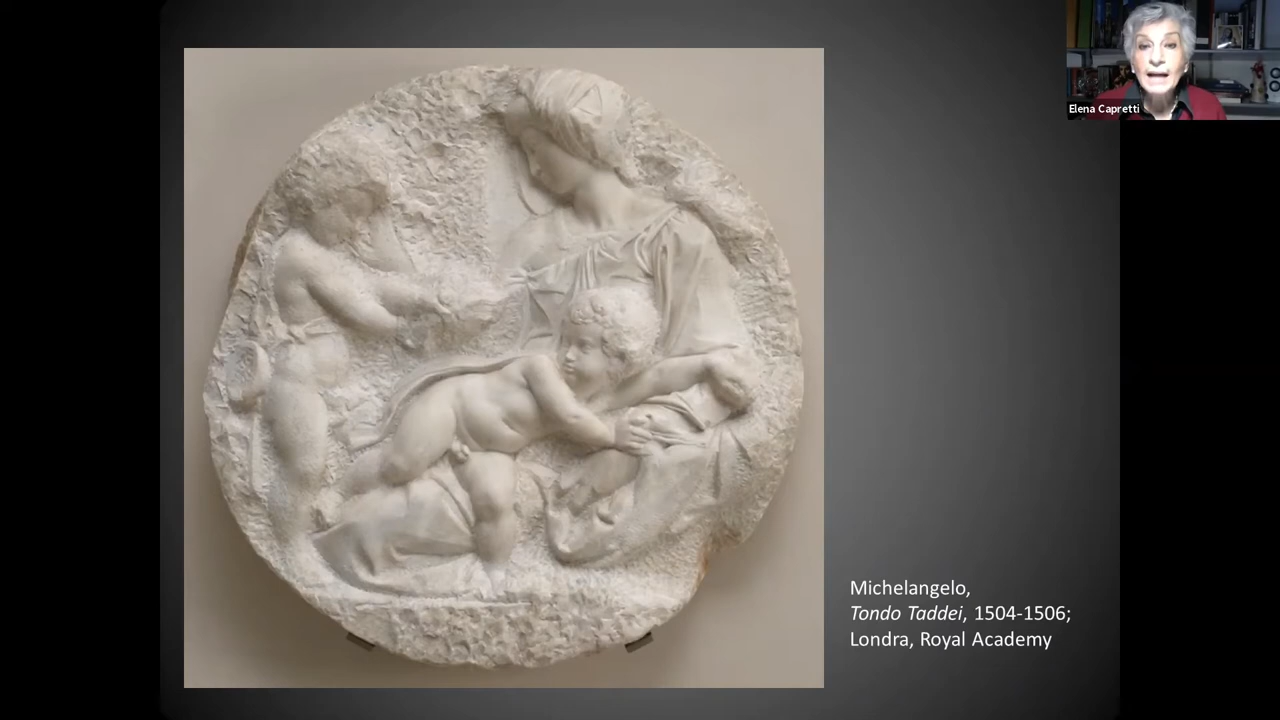 Elena Capretti
Michelangelo,
Tondo Taddei, 1504-1506;
Londra, Royal Academy